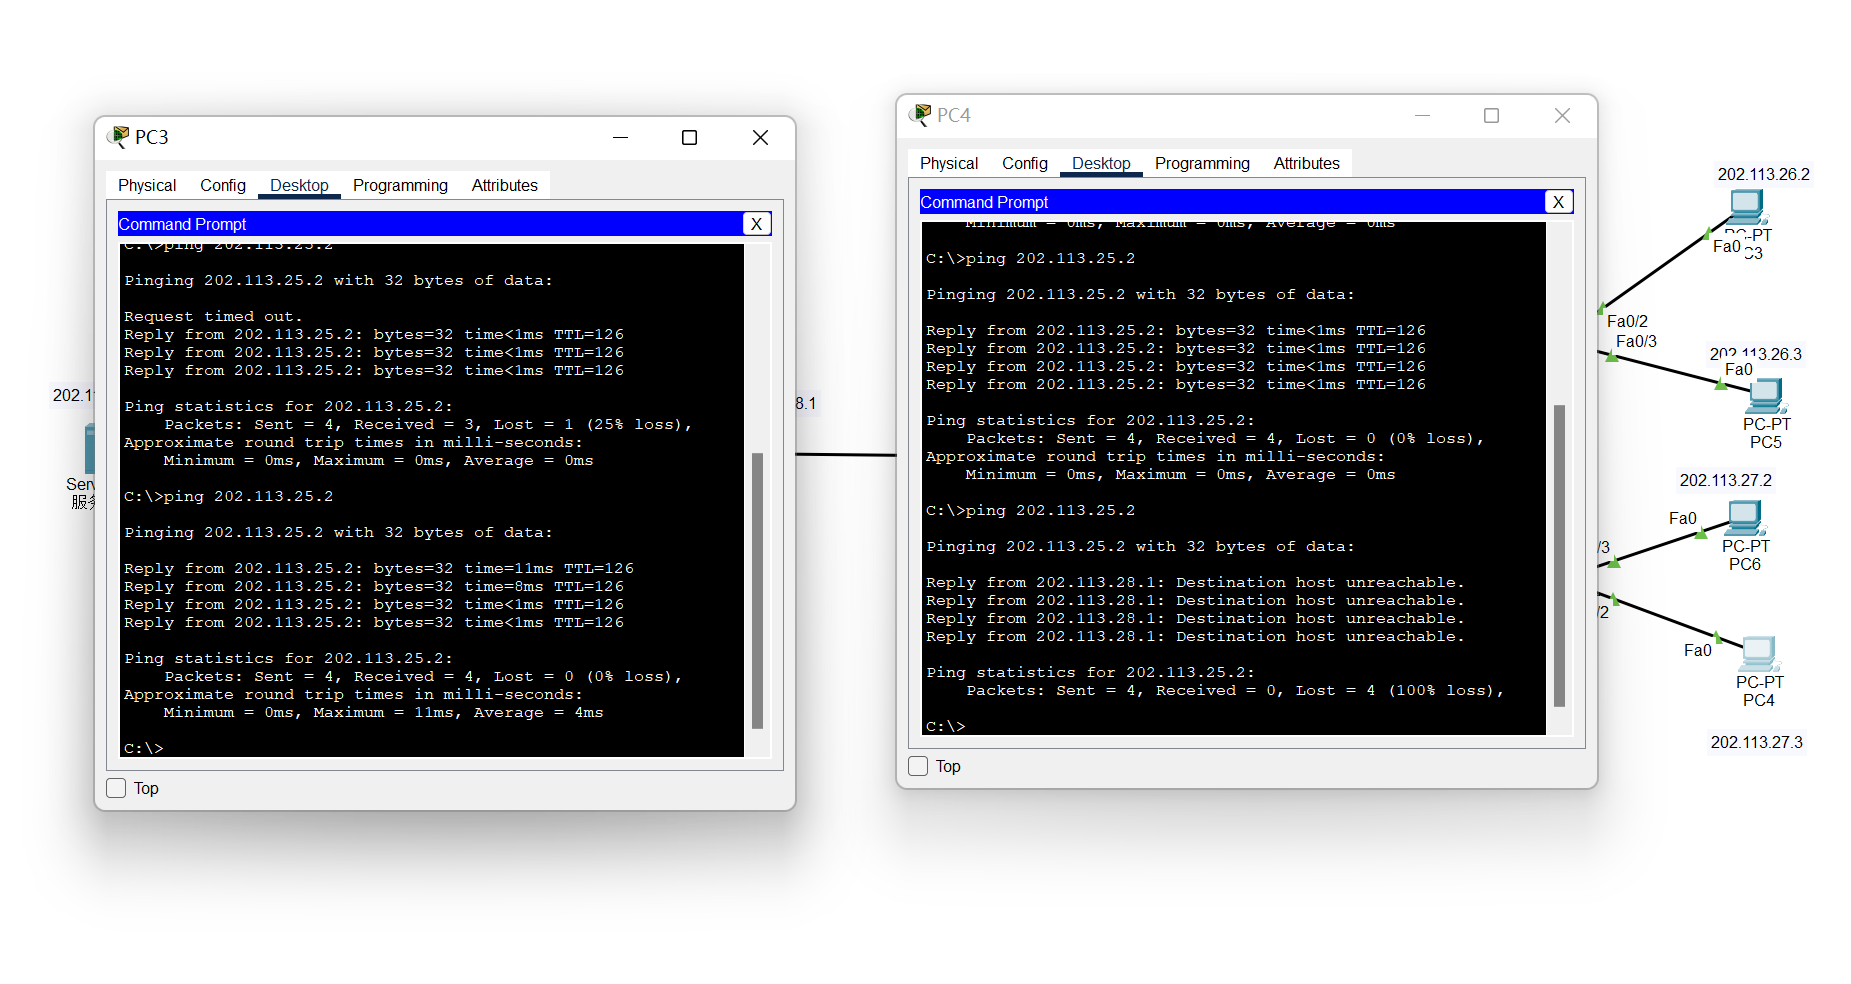 PC3
Physical Config Desktop Programming Attributes
Command Prompt
X
C:\>ping 202.113.25.2
Pinging 202.113.25.2 with 32 bytes of data:
Request timed out.
Reply from 202.113.25.2: bytes=32 time<1ms TTL=126
Reply from 202.113.25.2: bytes=32 time<1ms TTL=126
Reply from 202.113.25.2: bytes=32 time<1ms TTL=126
Ping statistics for 202.113.25.2:
Packets: Sent = 4, Received = 3, Lost = 1 (25% loss),
Approximate round trip times in milli-seconds:
Minimum = 0ms, Maximum = 0ms, Average = 0ms
C:\>ping 202.113.25.2
Pinging 202.113.25.2 with 32 bytes of data:
Reply from 202.113.25.2: bytes=32 time=11ms TTL=126
Reply from 202.113.25.2: bytes=32 time=8ms TTL=126
Reply from 202.113.25.2: bytes=32 time<1ms TTL=126
Reply from 202.113.25.2: bytes=32 time<1ms TTL=126
Ping statistics for 202.113.25.2:
Packets: Sent = 4, Received = 4, Lost = 0 (0% loss),
Approximate round trip times in milli-seconds:
Minimum = 0ms, Maximum = 11ms, Average = 4ms
C:\>
Top
PC4
Physical Config Desktop Programming Attributes
Command Prompt
X
Minimum = 0ms, Maximum = 0ms, Average = 0ms
C:\>ping 202.113.25.2
Pinging 202.113.25.2 with 32 bytes of data:
Reply from 202.113.25.2: bytes=32 time<1ms TTL=126
Reply from 202.113.25.2: bytes=32 time<1ms TTL=126
Reply from 202.113.25.2: bytes=32 time<1ms TTL=126
Reply from 202.113.25.2: bytes=32 time<1ms TTL=126
Ping statistics for 202.113.25.2:
Packets: Sent = 4, Received = 4, Lost = 0 (0% loss),
Approximate round trip times in milli-seconds:
Minimum = 0ms, Maximum = 0ms, Average = 0ms
C:\>ping 202.113.25.2
Pinging 202.113.25.2 with 32 bytes of data:
Reply from 202.113.28.1: Destination host unreachable.
Reply from 202.113.28.1: Destination host unreachable.
Reply from 202.113.28.1: Destination host unreachable.
Reply from 202.113.28.1: Destination host unreachable.
Ping statistics for 202.113.25.2:
Packets: Sent = 4, Received = 0, Lost = 4 (100% loss),
C:\>
Top
202.1
Serv
服
8.1
202.113.26.2
PC-PT
Fa0
C3
Fa0/2
Fa0/3
202.113.26.3
Fa0
PC-PT
PC5
202.113.27.2
Fa0
/3
PC-PT
PC6
/2
Fa0
PC-PT
PC4
202.113.27.3